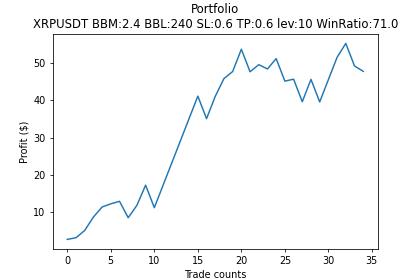 Portfolio
XRPUSDT BBM:2.4 BBL:240 SL:0.6 TP:0.6 lev:10 WinRatio:71.0
50
40
30
20
10
Profit ($)
0 5 10 15 20 25 30 35
Trade counts